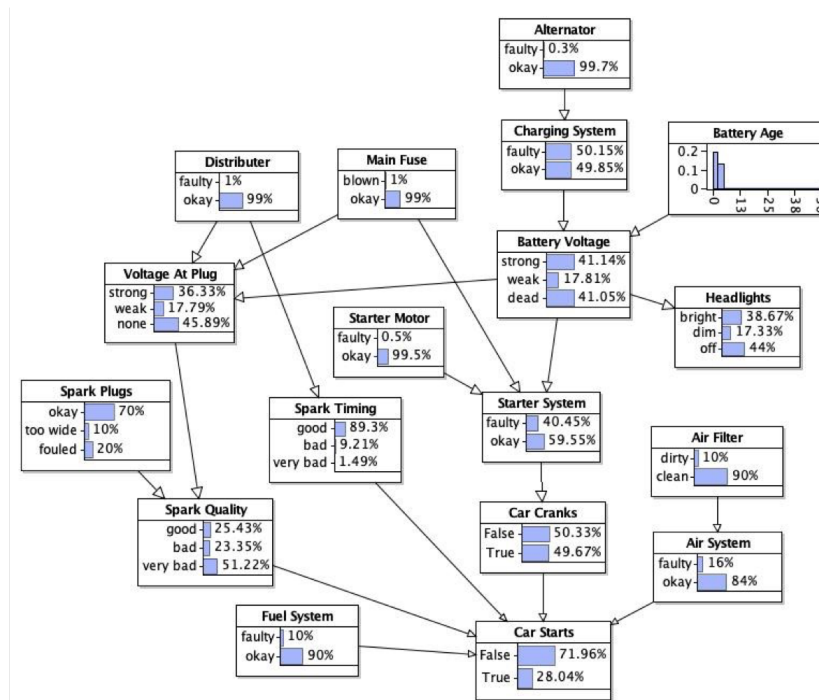 Alternator
faulty 0.3%
okay 99.7%
Charging System
faulty 50.15%
okay 49.85%
Battery Age
0.2
0.1
0
0 13 25 38
Distributer
faulty 1%
okay 99%
Main Fuse
blown 1%
okay 99%
Battery Voltage
strong 41.14%
weak 17.81%
dead 41.05%
Voltage At Plug
strong 36.33%
weak 17.79%
none 45.89%
Headlights
bright 38.67%
dim 17.33%
off 44%
Starter Motor
faulty 0.5%
okay 99.5%
Spark Plugs
okay 70%
too wide 10%
fouled 20%
Spark Timing
good 89.3%
bad 9.21%
very bad 1.49%
Starter System
faulty 40.45%
okay 59.55%
Air Filter
dirty 10%
clean 90%
Spark Quality
good 25.43%
bad 23.35%
very bad 51.22%
Car Cranks
False 50.33%
True 49.67%
Air System
faulty 16%
okay 84%
Fuel System
faulty 10%
okay 90%
Car Starts
False 71.96%
True 28.04%